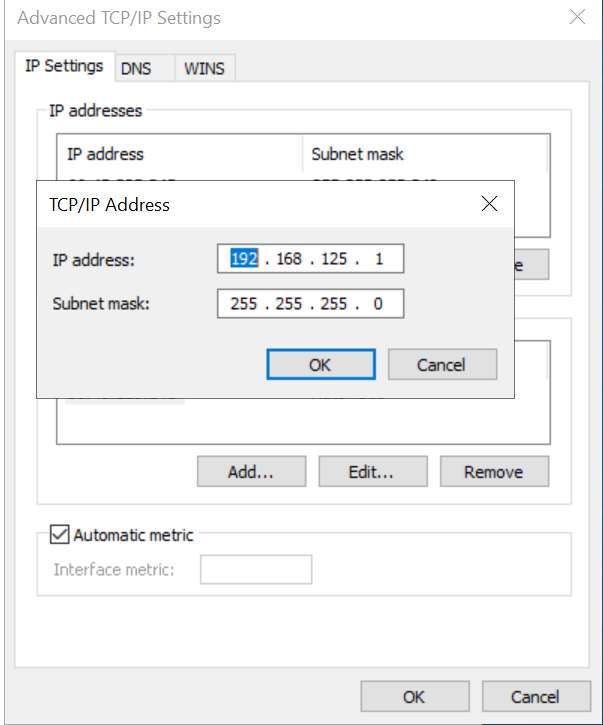 Advanced TCP/IP Settings
IP Settings DNS WINS
IP addresses
IP address Subnet mask
TCP/IP Address
IP address: 192 . 168 . 125 . 1
Subnet mask: 255 . 255 . 255 . 0
OK Cancel
Add... Edit... Remove
Automatic metric
Interface metric:
OK Cancel